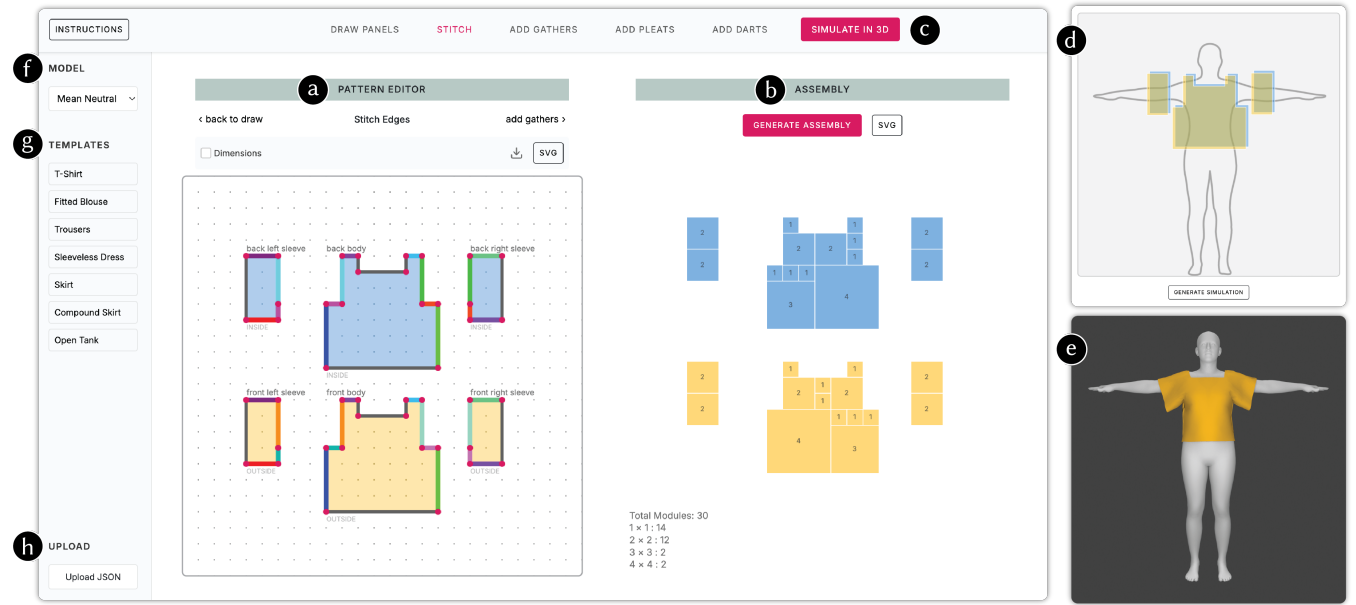 INSTRUCTIONS
DRAW PANELS STITCH ADD GATHERS ADD PLEATS ADD DARTS SIMULATE IN 3D c
f MODEL
Mean Neutral
g TEMPLATES
T-Shirt
Fitted Blouse
Trousers
Sleeveless Dress
Skirt
Compound Skirt
Open Tank
h UPLOAD
Upload JSON
a PATTERN EDITOR
‹ back to draw Stitch Edges add gathers ›
Dimensions SVG
back left sleeve back body back right sleeve
INSIDE INSIDE
INSIDE
front left sleeve front body front right sleeve
OUTSIDE OUTSIDE
OUTSIDE
b ASSEMBLY
GENERATE ASSEMBLY SVG
1 1
2 2 2 1 2
1
2 1 1 1 2
3 4
1 1
2 2 1 2 2
1
2 1 1 1 2
4 3
Total Modules: 30
1 × 1 : 14
2 × 2 : 12
3 × 3 : 2
4 × 4 : 2
d
GENERATE SIMULATION
e